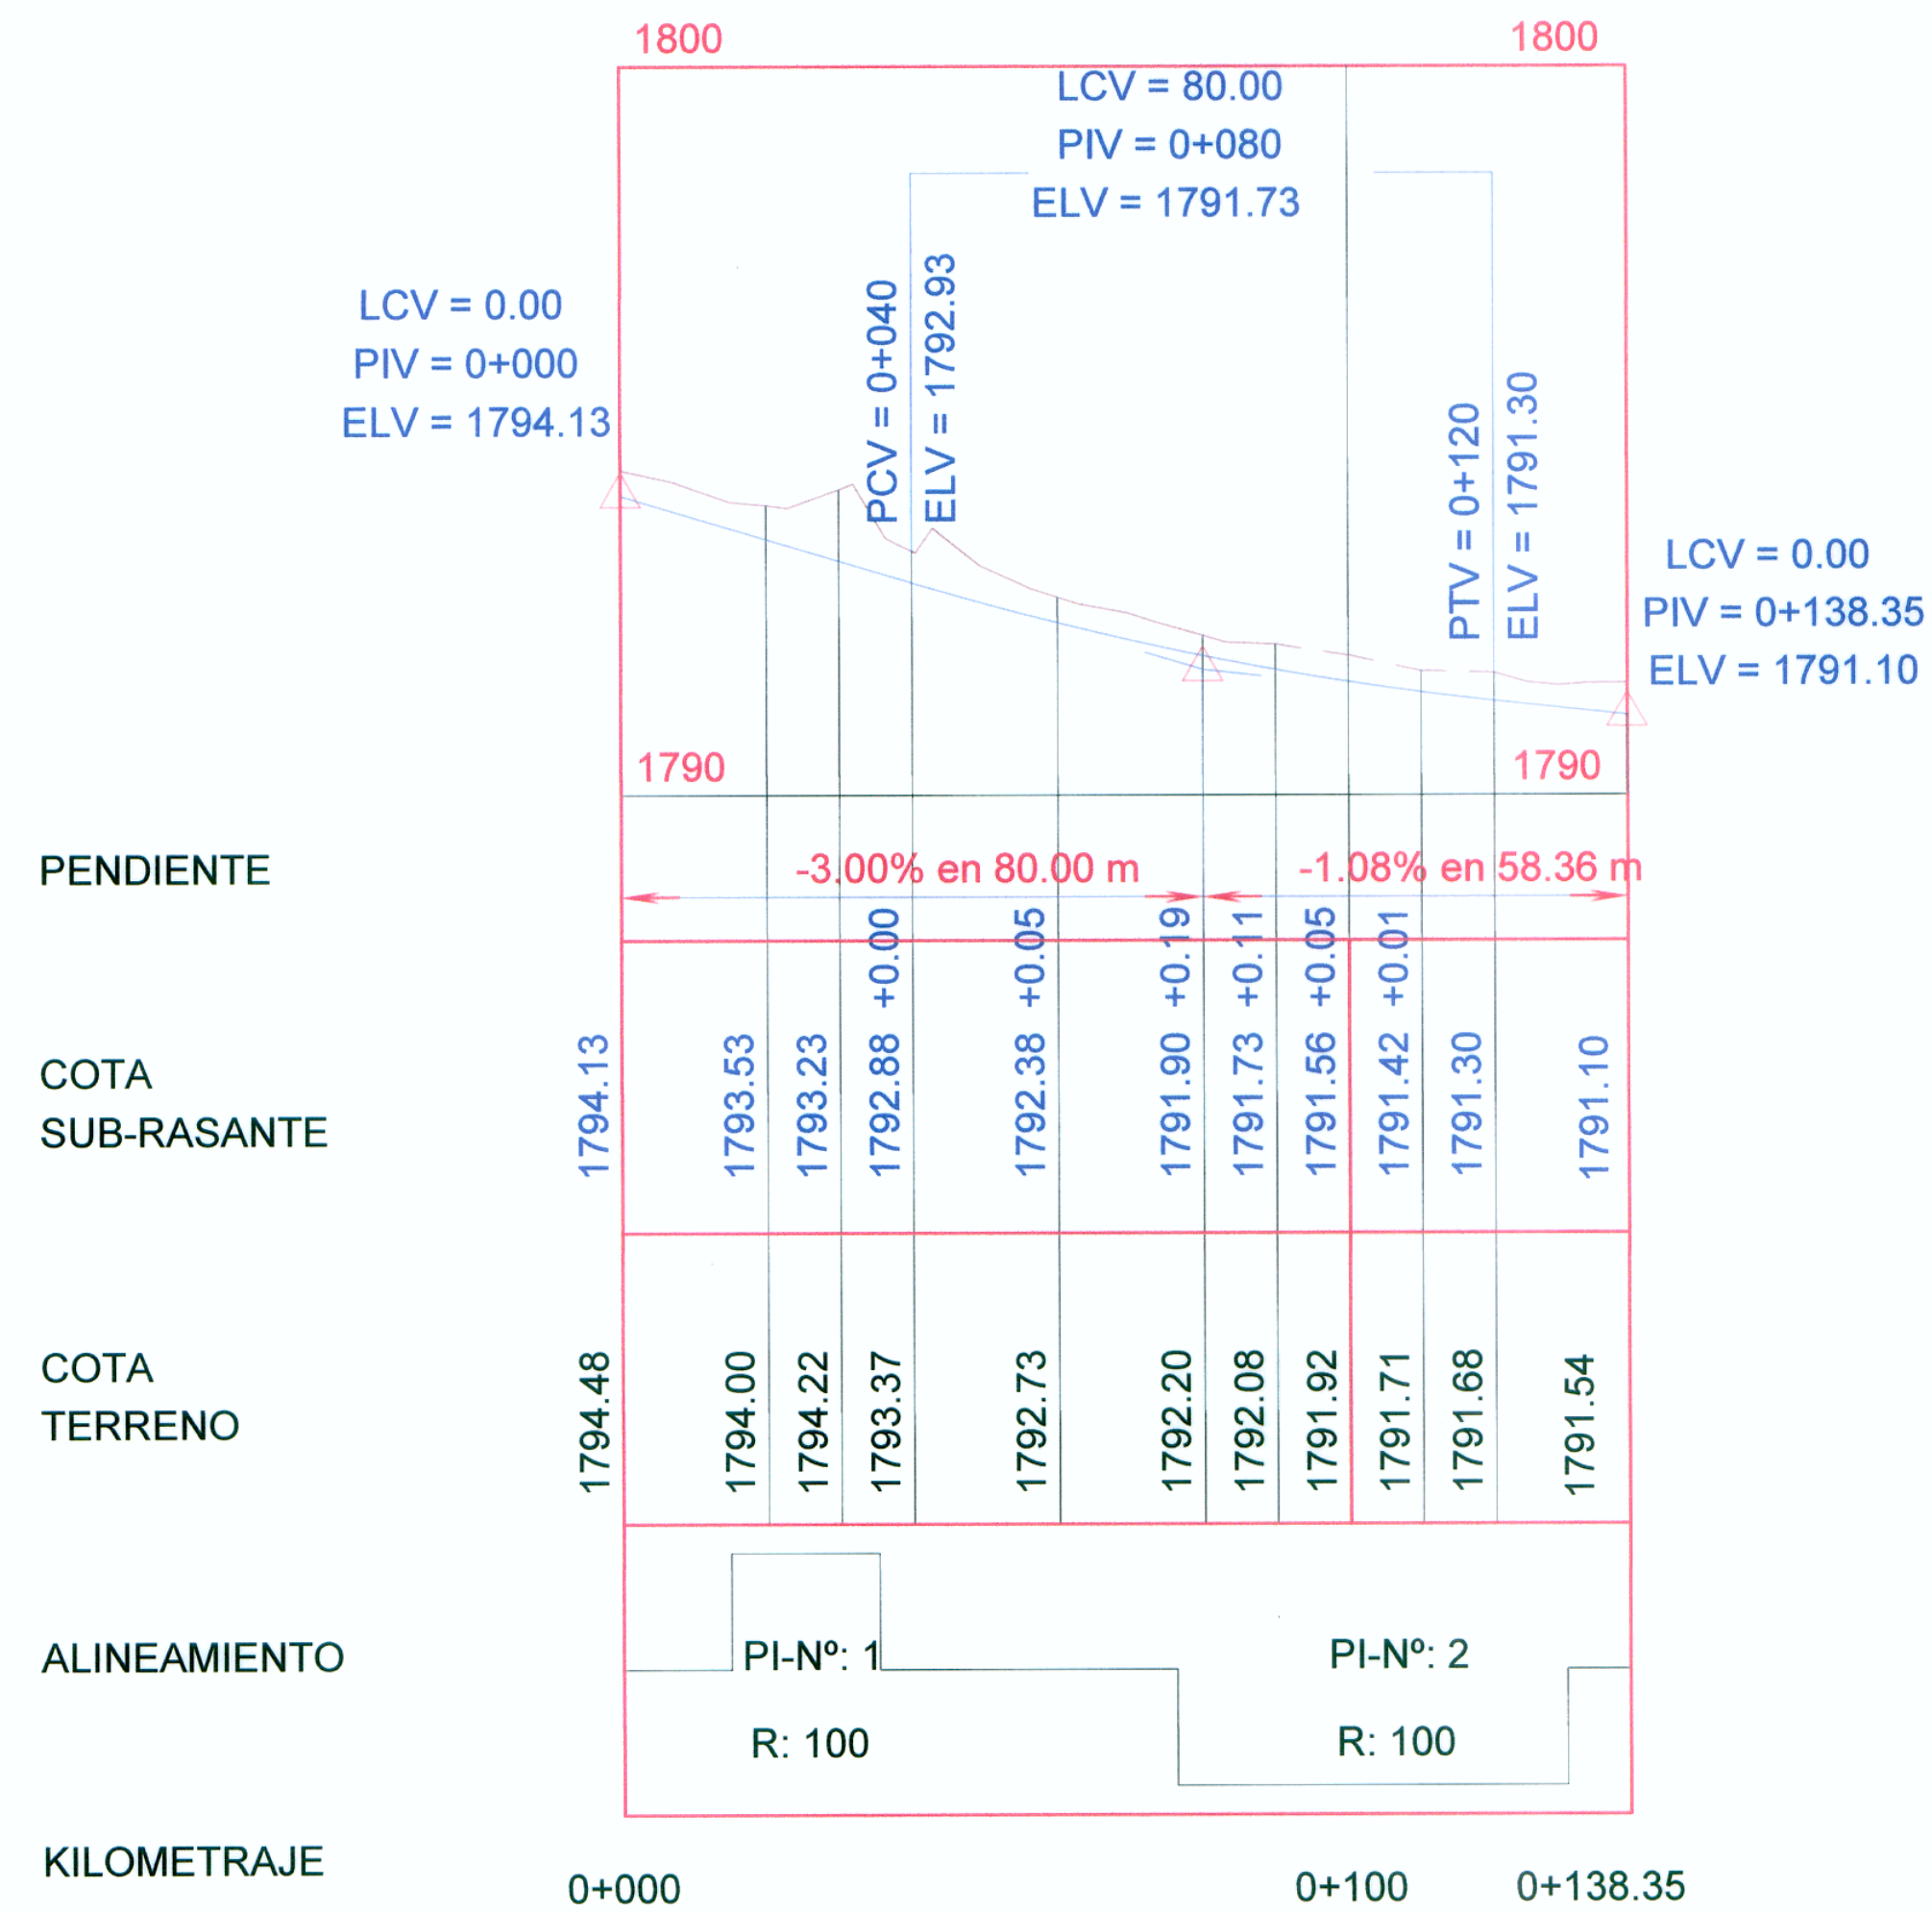 1800
1800
LCV = 80.00
PIV = 0+080
ELV = 1791.73
LCV = 0.00
PIV = 0+000
ELV = 1794.13
PCV = 0+040
ELV = 1792.93
PTV = 0+120
ELV = 1791.30
LCV = 0.00
PIV = 0+138.35
ELV = 1791.10
1790
1790
PENDIENTE
-3.00% en 80.00 m
-1.08% en 58.36 m
COTA
SUB-RASANTE
1794.13
1793.53
1793.23
1792.88 +0.00
1792.38 +0.05
1791.90 +0.19
1791.73 +0.11
1791.56 +0.05
1791.42 +0.01
1791.30
1791.10
COTA
TERRENO
1794.48
1794.00
1794.22
1793.37
1792.73
1792.20
1792.08
1791.92
1791.71
1791.68
1791.54
ALINEAMIENTO
PI-Nº: 1
R: 100
PI-Nº: 2
R: 100
KILOMETRAJE
0+000
0+100
0+138.35